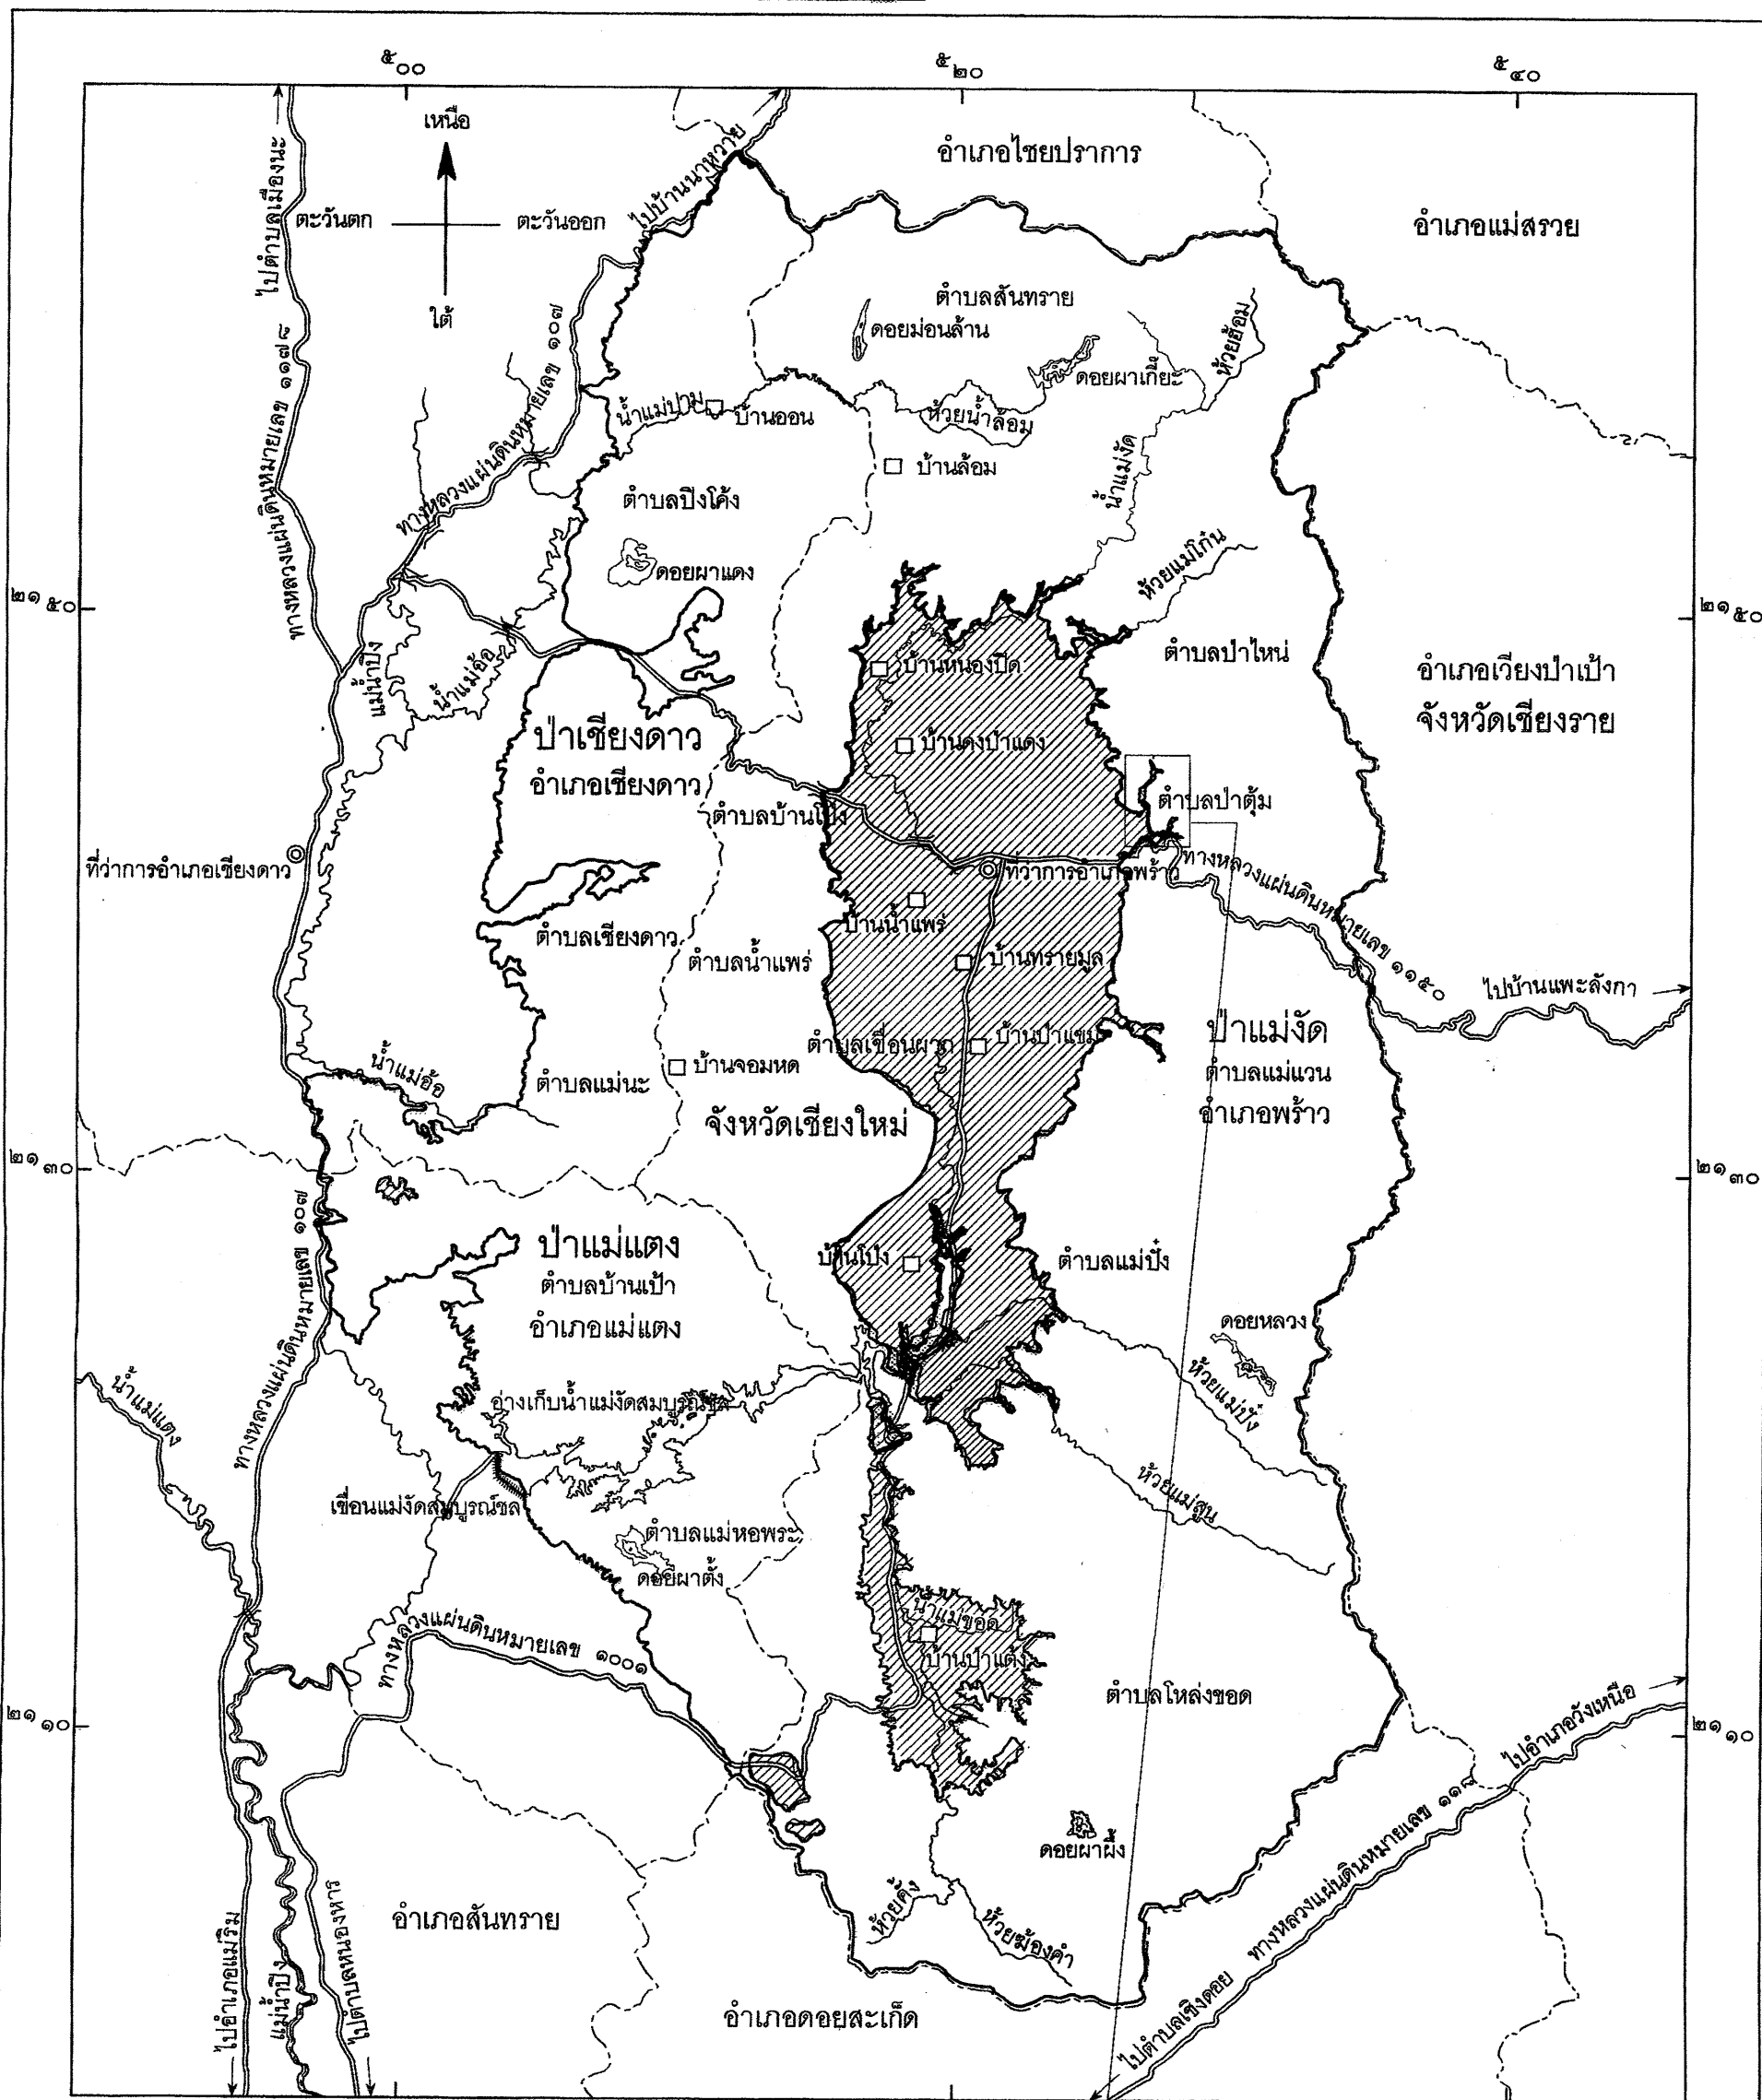 ๕๐๐
๕๒๐
๕๔๐
เหนือ
ตะวันตก
ตะวันออก
ใต้
ไปตำบลเมืองนะ
ไปบ้านนาหวาย
อำเภอไชยปราการ
อำเภอแม่สรวย
ตำบลสันทราย
ดอยม่อนล้าน
ดอยผาเกี๊ยะ
ห้วยฮ้อม
ทางหลวงแผ่นดินหมายเลข ๑๑๗๘
ทางหลวงแผ่นดินหมายเลข ๑๐๗
น้ำแม่ปาม
บ้านออน
ห้วยน้ำล้อม
บ้านล้อม
น้ำแม่งัด
ตำบลปิงโค้ง
ดอยผาแดง
ห้วยแม่โก๋น
๒๑๕๐
๒๑๕๐
แม่น้ำปิง
น้ำแม่อ้อ
บ้านหนองปิด
ตำบลป่าไหน่
อำเภอเวียงป่าเป้า
จังหวัดเชียงราย
ป่าเชียงดาว
อำเภอเชียงดาว
บ้านดงป่าแดง
ตำบลบ้านโป่ง
ตำบลป่าตุ้ม
ที่ว่าการอำเภอเชียงดาว
ที่ว่าการอำเภอพร้าว
ทางหลวงแผ่นดินหมายเลข ๑๑๕๐
บ้านน้ำแพร่
ตำบลเชียงดาว
ตำบลน้ำแพร่
บ้านทรายมูล
ไปบ้านแพะลังกา
ป่าแม่งัด
ตำบลแม่แวน
อำเภอพร้าว
ตำบลเขื่อนผาก
บ้านป่าแขม
น้ำแม่อ้อ
ตำบลแม่นะ
บ้านจอมหด
จังหวัดเชียงใหม่
๒๑๓๐
๒๑๓๐
ทางหลวงแผ่นดินหมายเลข ๑๐๗
ป่าแม่แตง
ตำบลบ้านเป้า
อำเภอแม่แตง
บ้านโป่ง
ตำบลแม่ปั๋ง
ดอยหลวง
ห้วยแม่ปั๋ง
น้ำแม่แตง
อ่างเก็บน้ำแม่งัดสมบูรณ์ชล
ห้วยแม่สูน
เขื่อนแม่งัดสมบูรณ์ชล
ตำบลแม่หอพระ
ดอยผาตั้ง
น้ำแม่ขอด
บ้านป่าแต้ง
ทางหลวงแผ่นดินหมายเลข ๑๐๐๑
ตำบลโหล่งขอด
๒๑๑๐
๒๑๑๐
ไปอำเภอวังเหนือ
ทางหลวงแผ่นดินหมายเลข ๑๑๘
ดอยผาผึ้ง
ห้วยคั้ง
ห้วยฆ้องคำ
อำเภอสันทราย
อำเภอดอยสะเก็ด
ไปอำเภอแม่ริม
แม่น้ำปิง
ไปตำบลหนองหาร
ไปตำบลเชิงดอย